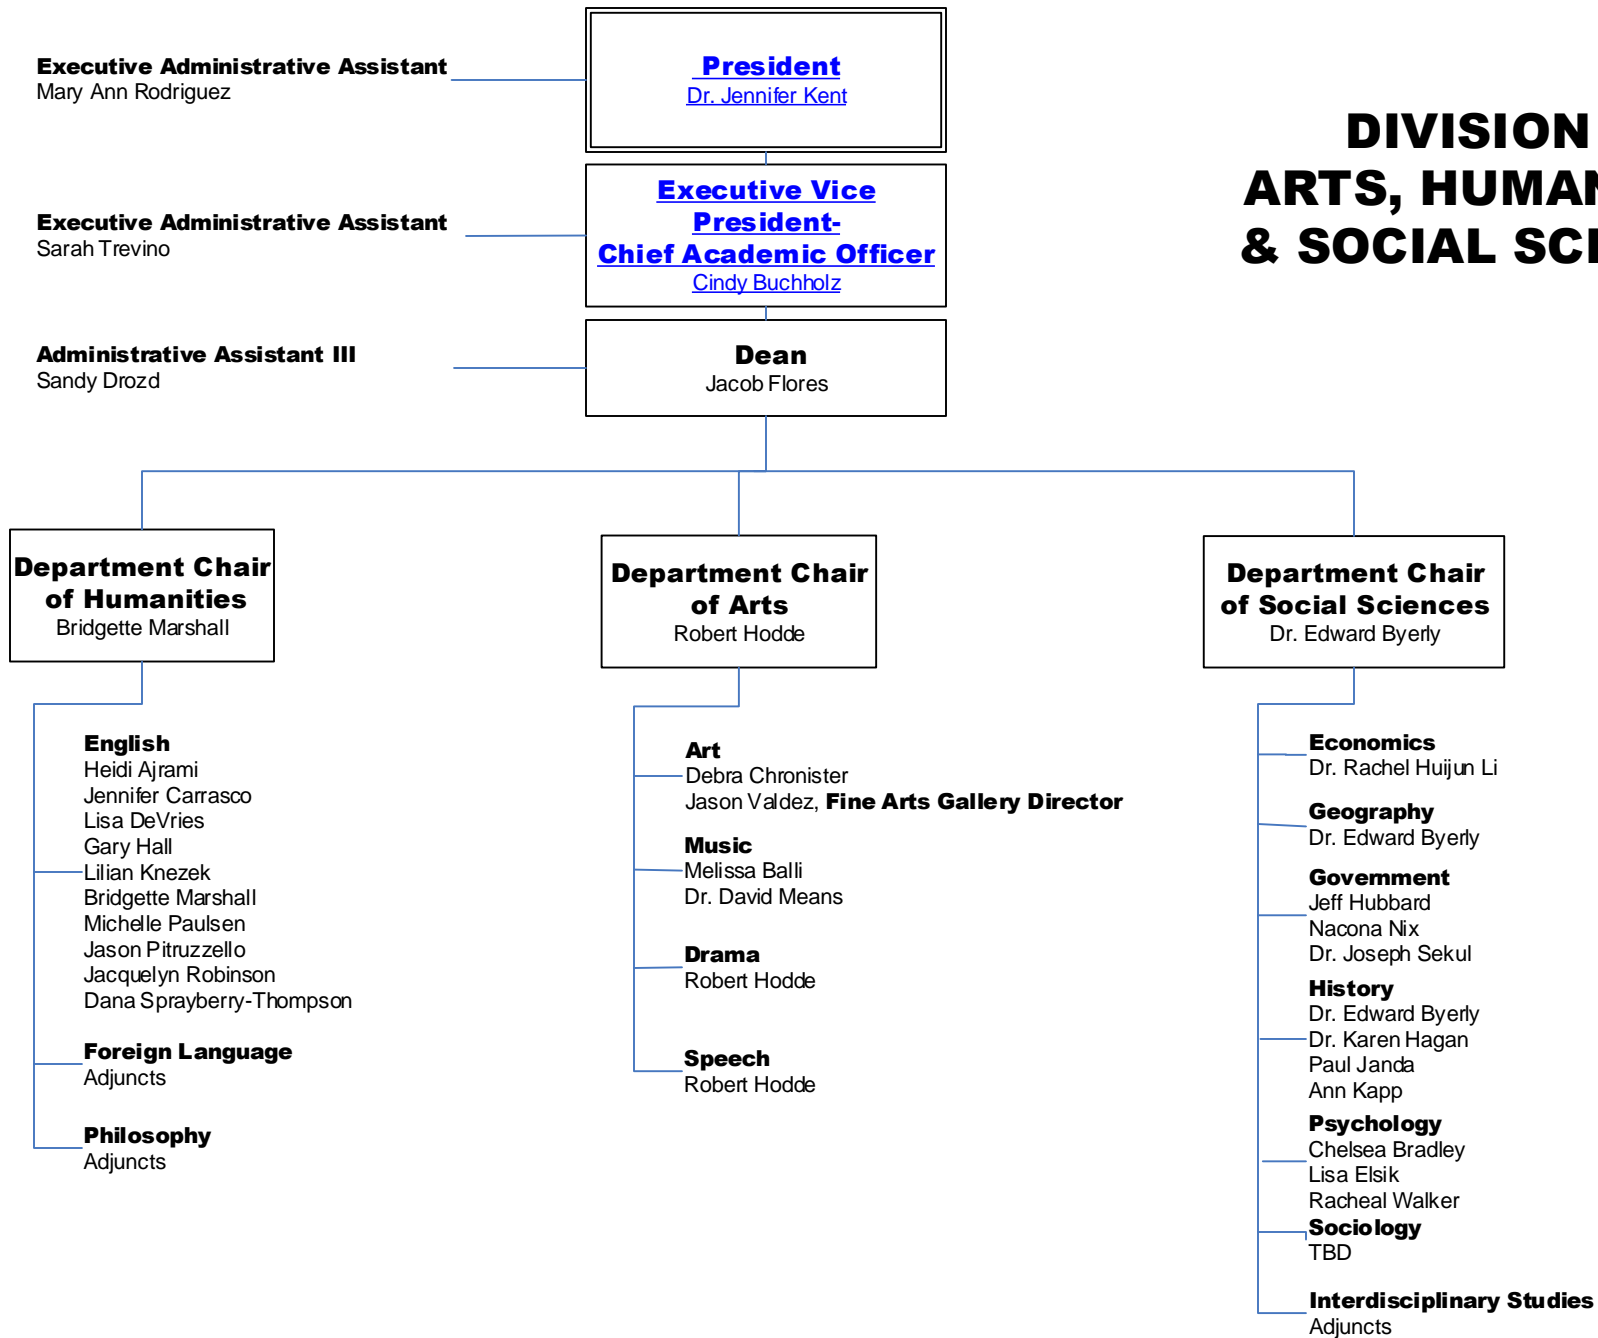 Executive Administrative Assistant
Mary Ann Rodriguez
President
Dr. Jennifer Kent
DIVISION
ARTS, HUMAN
& SOCIAL SCI
Executive Administrative Assistant
Sarah Trevino
Executive Vice
President-
Chief Academic Officer
Cindy Buchholz
Administrative Assistant III
Sandy Drozd
Dean
Jacob Flores
Department Chair
of Humanities
Bridgette Marshall
Department Chair
of Arts
Robert Hodde
Department Chair
of Social Sciences
Dr. Edward Byerly
English
Heidi Ajrami
Jennifer Carrasco
Lisa DeVries
Gary Hall
Lilian Knezek
Bridgette Marshall
Michelle Paulsen
Jason Pitruzzello
Jacquelyn Robinson
Dana Sprayberry-Thompson
Foreign Language
Adjuncts
Philosophy
Adjuncts
Art
Debra Chronister
Jason Valdez, Fine Arts Gallery Director
Music
Melissa Balli
Dr. David Means
Drama
Robert Hodde
Speech
Robert Hodde
Economics
Dr. Rachel Huijun Li
Geography
Dr. Edward Byerly
Government
Jeff Hubbard
Nacona Nix
Dr. Joseph Sekul
History
Dr. Edward Byerly
Dr. Karen Hagan
Paul Janda
Ann Kapp
Psychology
Chelsea Bradley
Lisa Elsik
Racheal Walker
Sociology
TBD
Interdisciplinary Studies
Adjuncts